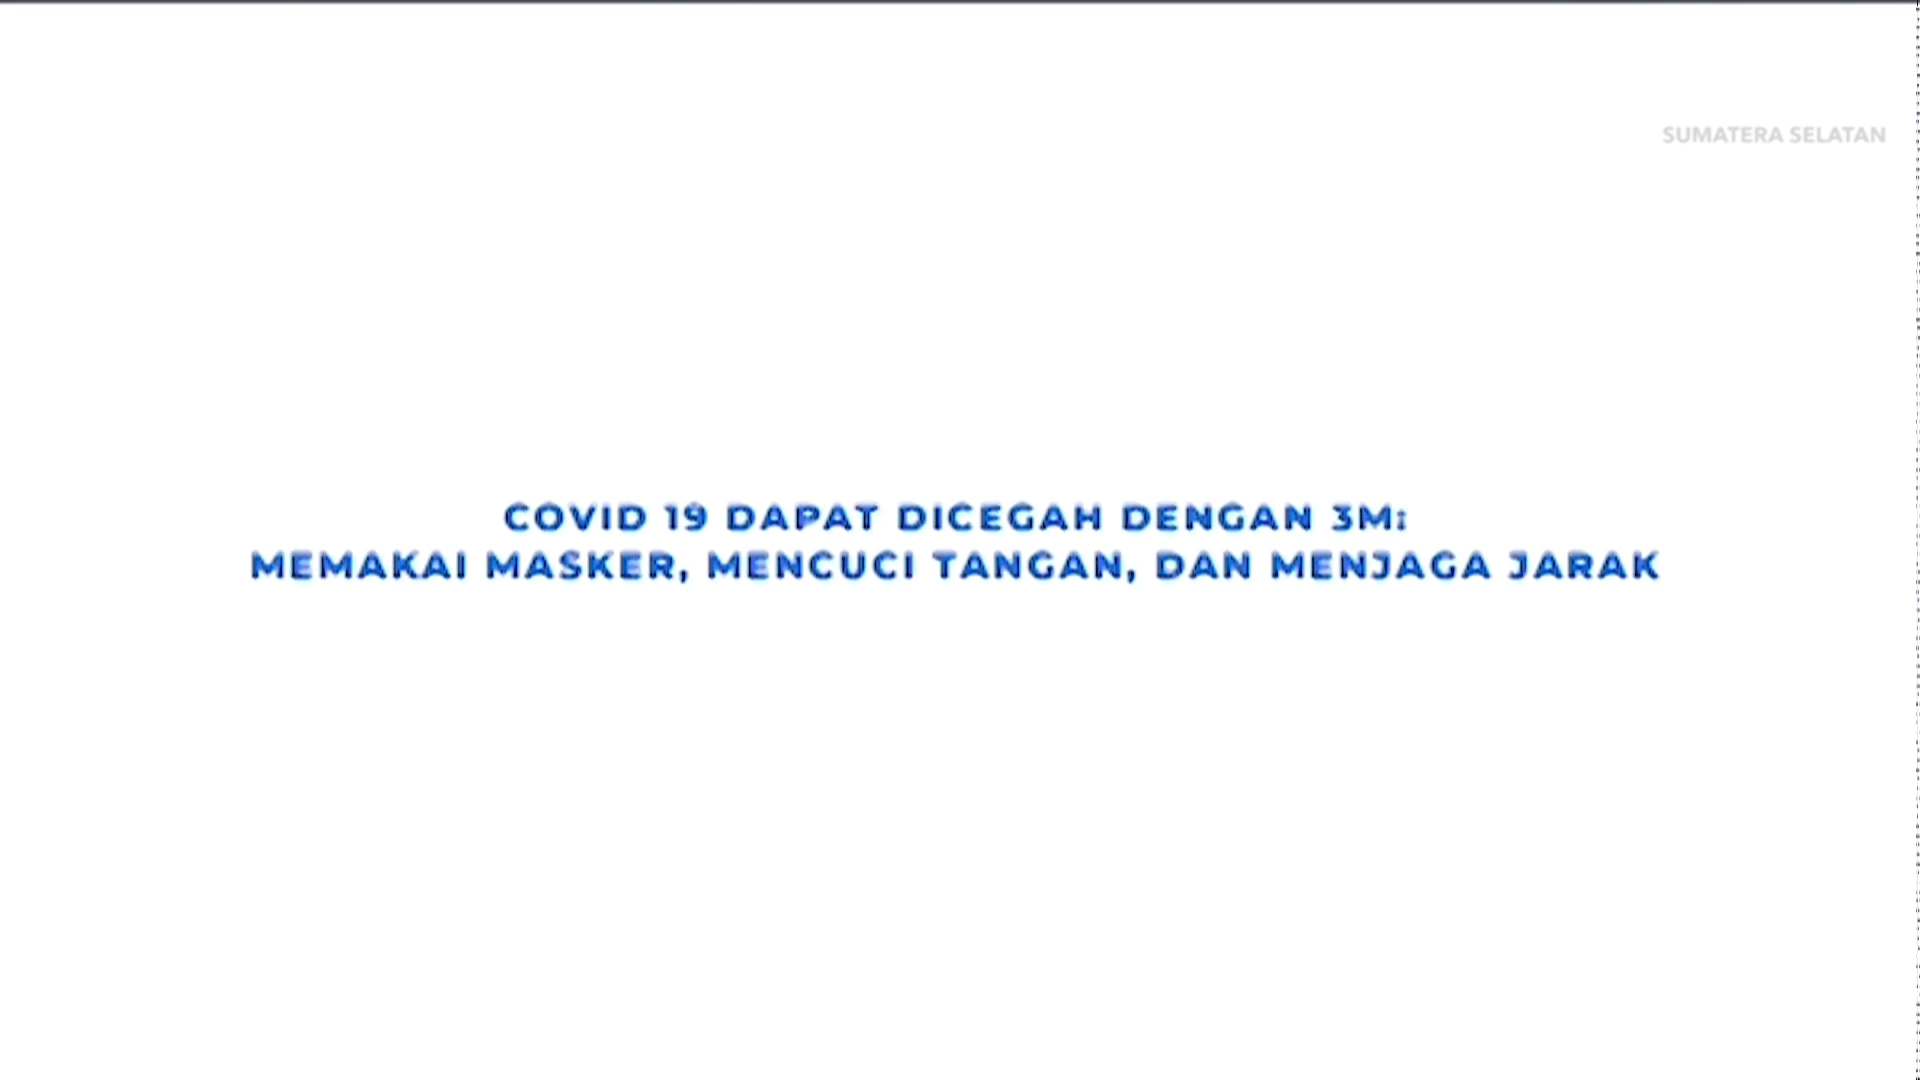 SUMATERA SELATAN
COVID 19 DAPAT DICEGAH DENGAN 3M:
MEMAKAI MASKER, MENCUCI TANGAN, DAN MENJAGA JARAK